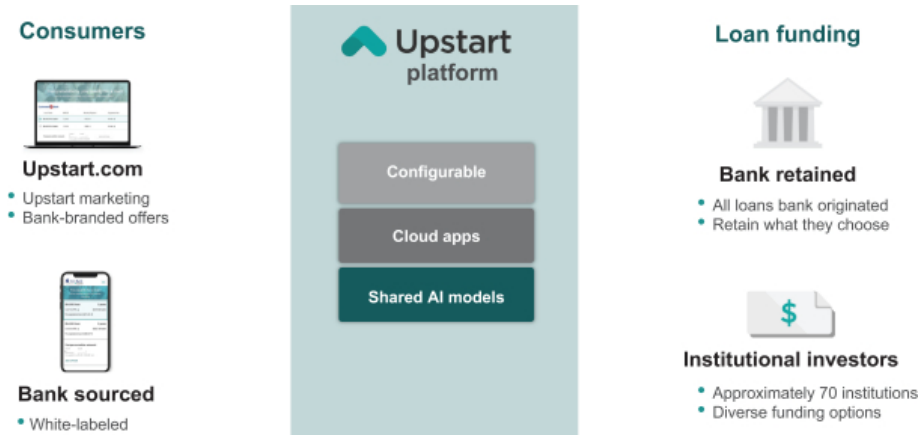 Consumers
Upstart.com
Upstart marketing
Bank-branded offers
Bank sourced
White-labeled
Upstart
platform
Configurable
Cloud apps
Shared AI models
Loan funding
Bank retained
All loans bank originated
Retain what they choose
$
Institutional investors
Approximately 70 institutions
Diverse funding options